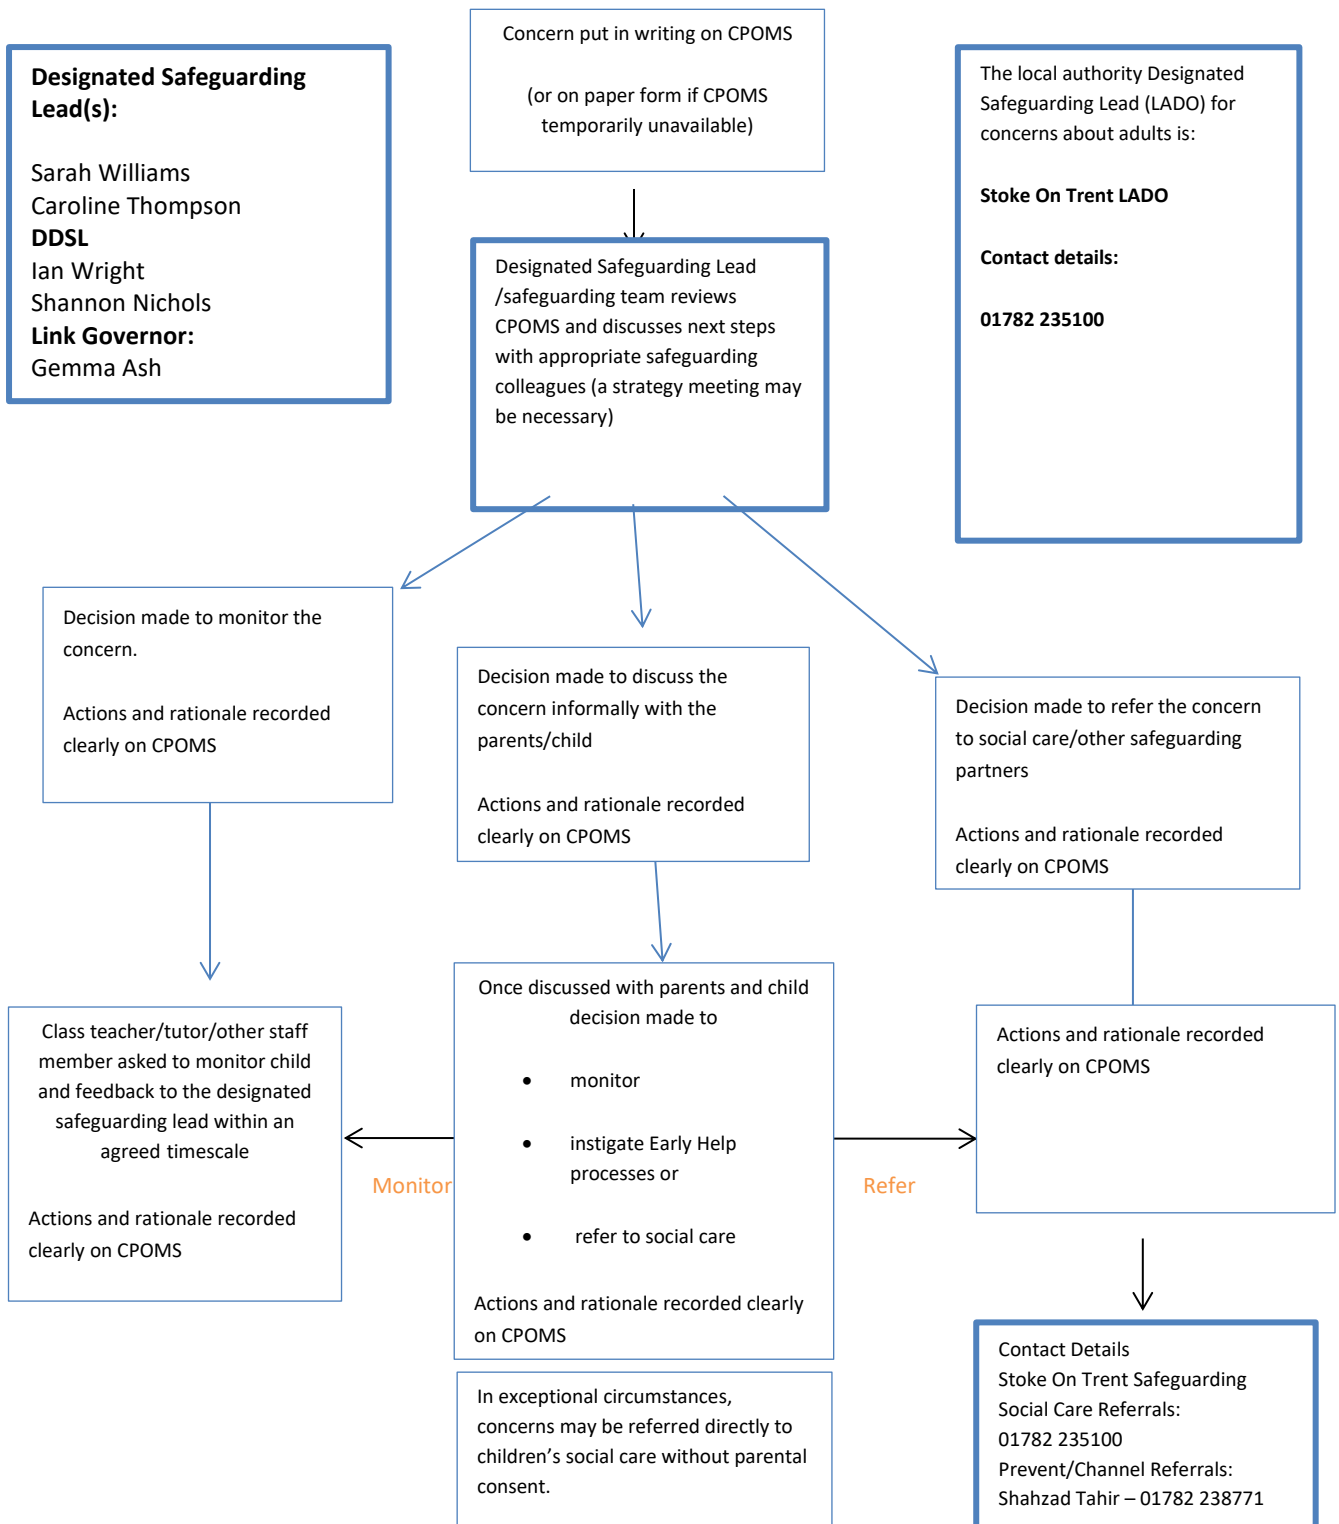 Concern put in writing on CPOMS
(or on paper form if CPOMS
temporarily unavailable)
Designated Safeguarding
Lead(s):
Sarah Williams
Caroline Thompson
DDSL
Ian Wright
Shannon Nichols
Link Governor:
Gemma Ash
The local authority Designated
Safeguarding Lead (LADO) for
concerns about adults is:
Stoke On Trent LADO
Contact details:
01782 235100
Designated Safeguarding Lead
/safeguarding team reviews
CPOMS and discusses next steps
with appropriate safeguarding
colleagues (a strategy meeting may
be necessary)
Decision made to monitor the
concern.
Actions and rationale recorded
clearly on CPOMS
Decision made to discuss the
concern informally with the
parents/child
Actions and rationale recorded
clearly on CPOMS
Decision made to refer the concern
to social care/other safeguarding
partners
Actions and rationale recorded
clearly on CPOMS
Class teacher/tutor/other staff
member asked to monitor child
and feedback to the designated
safeguarding lead within an
agreed timescale
Actions and rationale recorded
clearly on CPOMS
Monitor
Once discussed with parents and child
decision made to
• monitor
• instigate Early Help
processes or
• refer to social care
Actions and rationale recorded clearly
on CPOMS
Refer
Actions and rationale recorded
clearly on CPOMS
In exceptional circumstances,
concerns may be referred directly to
children’s social care without parental
consent.
Contact Details
Stoke On Trent Safeguarding
Social Care Referrals:
01782 235100
Prevent/Channel Referrals:
Shahzad Tahir – 01782 238771